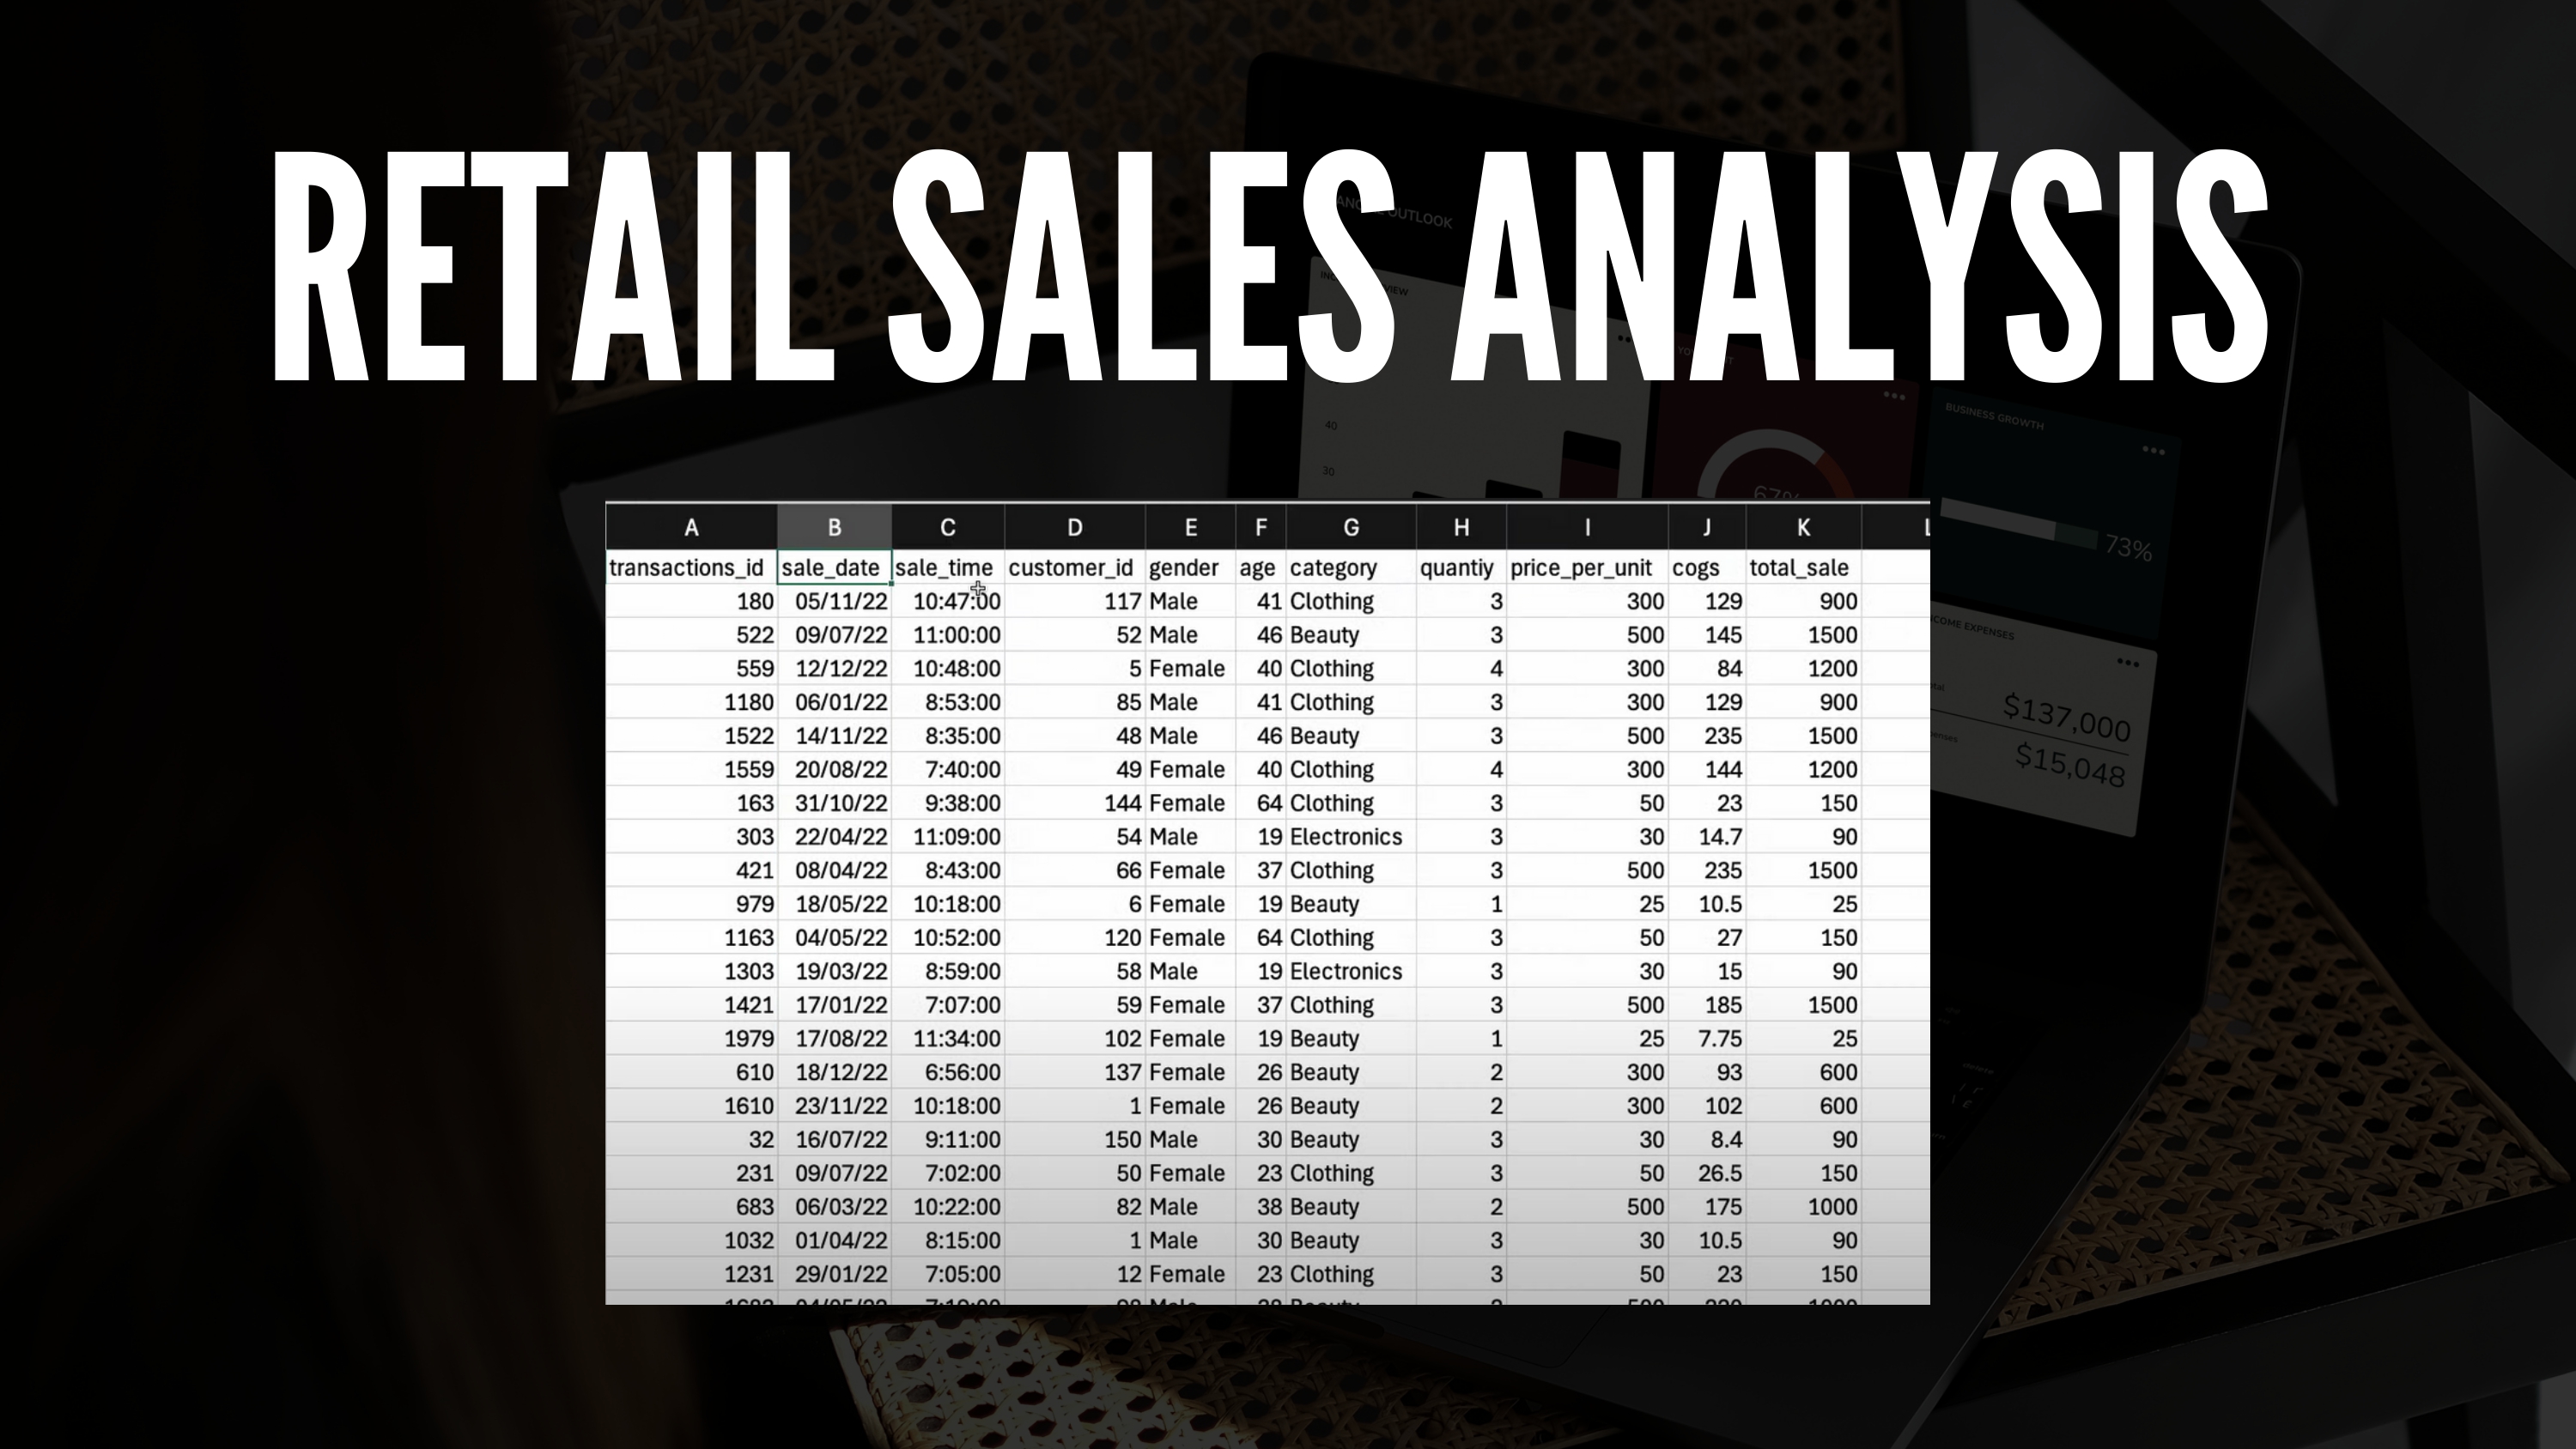 RETAIL SALES ANALYSIS
OUTLOOK
40
30
67%
BUSINESS GROWTH
73%
COME EXPENSES
$137,000
$15,048
A B C D E F G H I J K L
transactions_id sale_date sale_time customer_id gender age category quantiy price_per_unit cogs total_sale
180 05/11/22 10:47:00 117 Male 41 Clothing 3 300 129 900
522 09/07/22 11:00:00 52 Male 46 Beauty 3 500 145 1500
559 12/12/22 10:48:00 5 Female 40 Clothing 4 300 84 1200
1180 06/01/22 8:53:00 85 Male 41 Clothing 3 300 129 900
1522 14/11/22 8:35:00 48 Male 46 Beauty 3 500 235 1500
1559 20/08/22 7:40:00 49 Female 40 Clothing 4 300 144 1200
163 31/10/22 9:38:00 144 Female 64 Clothing 3 50 23 150
303 22/04/22 11:09:00 54 Male 19 Electronics 3 30 14.7 90
421 08/04/22 8:43:00 66 Female 37 Clothing 3 500 235 1500
979 18/05/22 10:18:00 6 Female 19 Beauty 1 25 10.5 25
1163 04/05/22 10:52:00 120 Female 64 Clothing 3 50 27 150
1303 19/03/22 8:59:00 58 Male 19 Electronics 3 30 15 90
1421 17/01/22 7:07:00 59 Female 37 Clothing 3 500 185 1500
1979 17/08/22 11:34:00 102 Female 19 Beauty 1 25 7.75 25
610 18/12/22 6:56:00 137 Female 26 Beauty 2 300 93 600
1610 23/11/22 10:18:00 1 Female 26 Beauty 2 300 102 600
32 16/07/22 9:11:00 150 Male 30 Beauty 3 30 8.4 90
231 09/07/22 7:02:00 50 Female 23 Clothing 3 50 26.5 150
683 06/03/22 10:22:00 82 Male 38 Beauty 2 500 175 1000
1032 01/04/22 8:15:00 1 Male 30 Beauty 3 30 10.5 90
1231 29/01/22 7:05:00 12 Female 23 Clothing 3 50 23 150